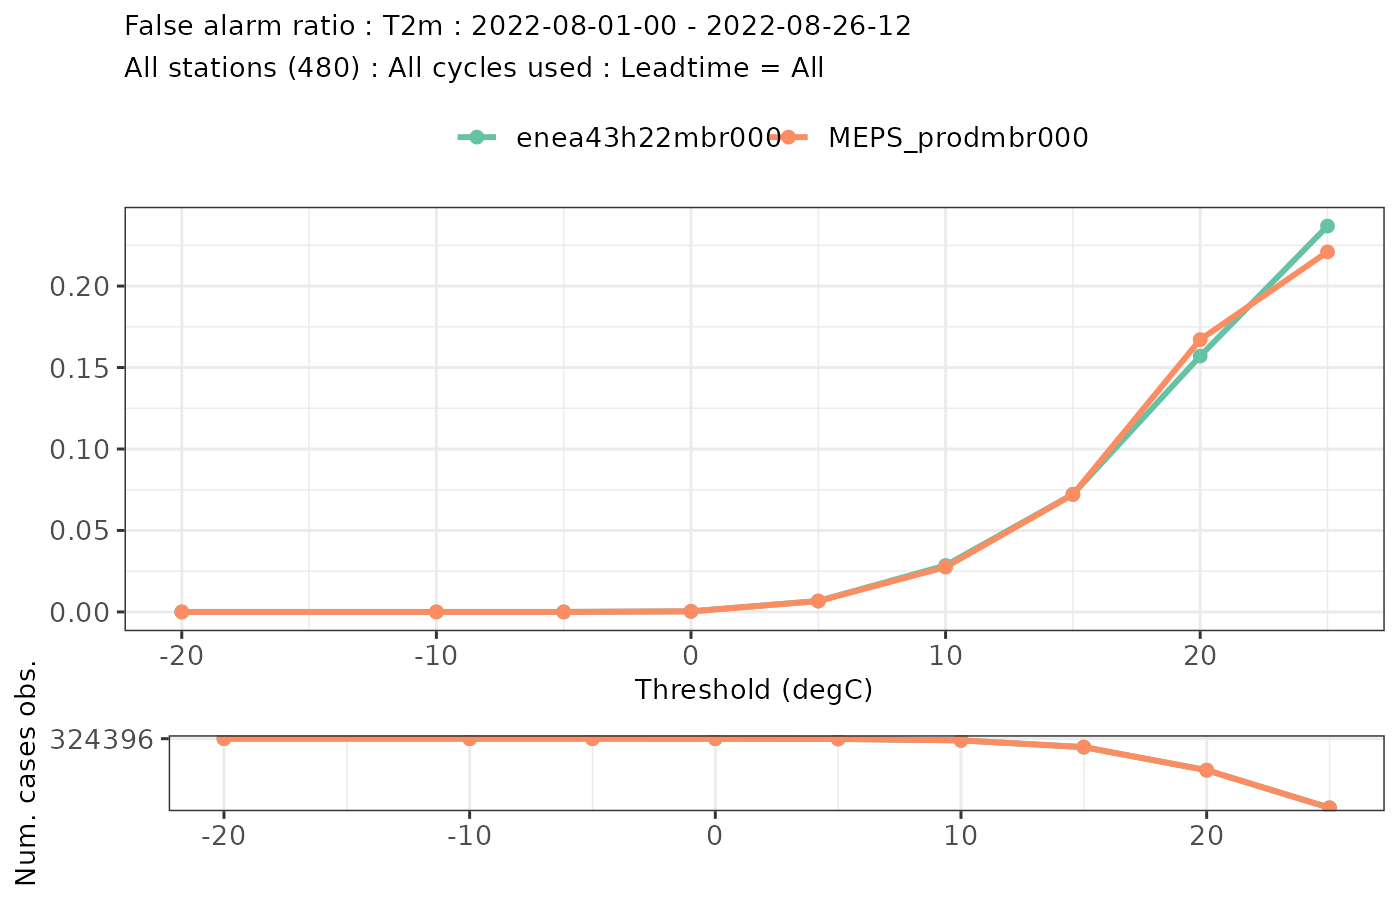 False alarm ratio : T2m : 2022-08-01-00 - 2022-08-26-12
All stations (480) : All cycles used : Leadtime = All
enea43h22mbr000 MEPS_prodmbr000
0.20
0.15
0.10
0.05
0.00
-20 -10 0 10 20
Threshold (degC)
Num. cases obs.
324396
-20 -10 0 10 20